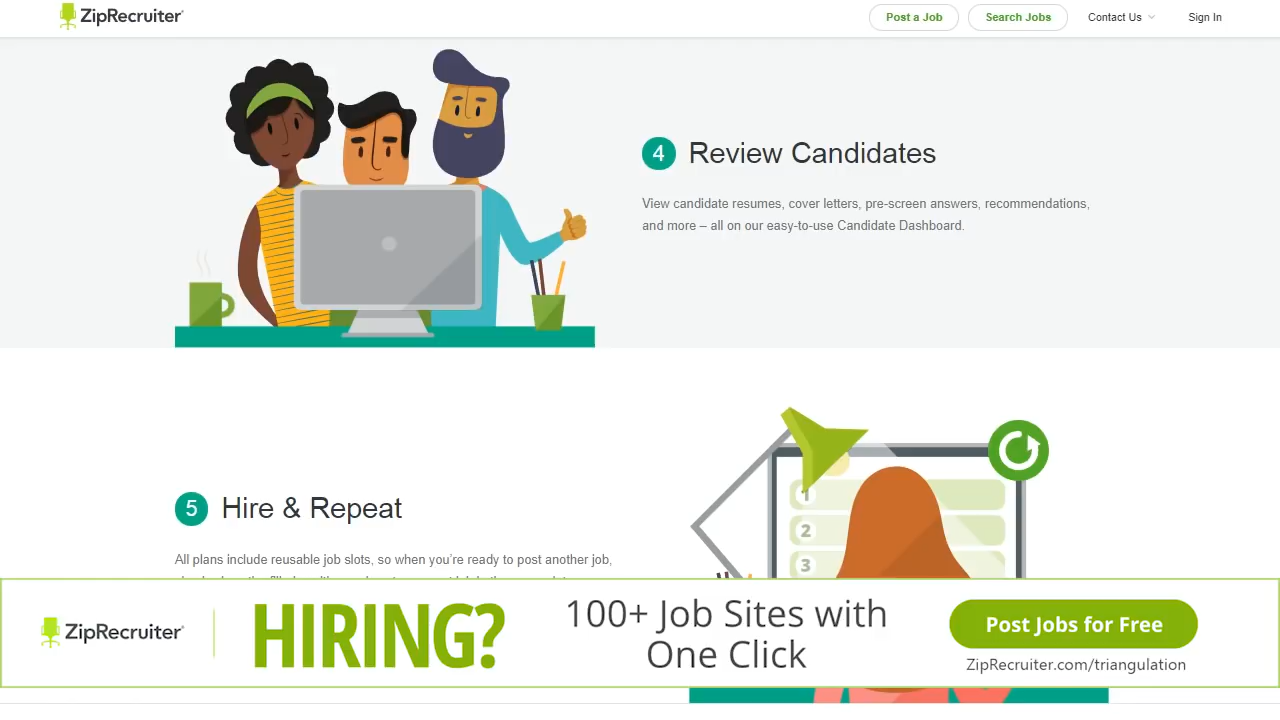 ZipRecruiter
Post a Job
Search Jobs
Contact Us
Sign In
4 Review Candidates
View candidate resumes, cover letters, pre-screen answers, recommendations,
and more – all on our easy-to-use Candidate Dashboard.
1
2
3
5 Hire & Repeat
All plans include reusable job slots, so when you’re ready to post another job,
ZipRecruiter
HIRING?
100+ Job Sites with
One Click
Post Jobs for Free
ZipRecruiter.com/triangulation